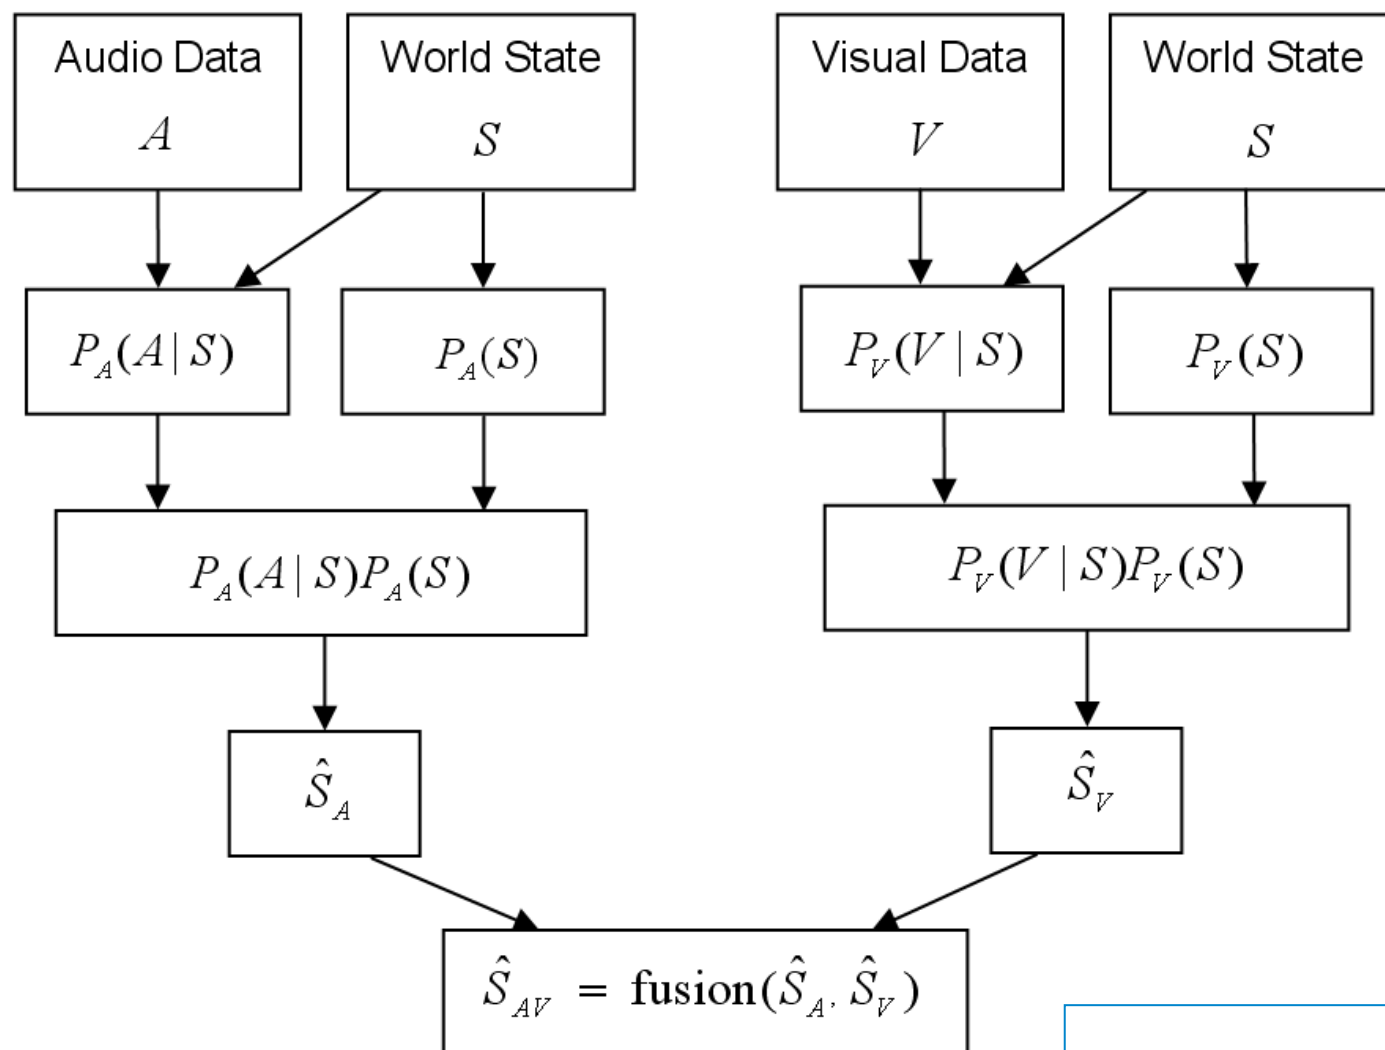 Audio Data
A
World State
S
Visual Data
V
World State
S
P_A(A | S)
P_A(S)
P_V(V | S)
P_V(S)
P_A(A | S)P_A(S)
P_V(V | S)P_V(S)
Ŝ_A
Ŝ_V
Ŝ_AV = fusion(Ŝ_A, Ŝ_V)